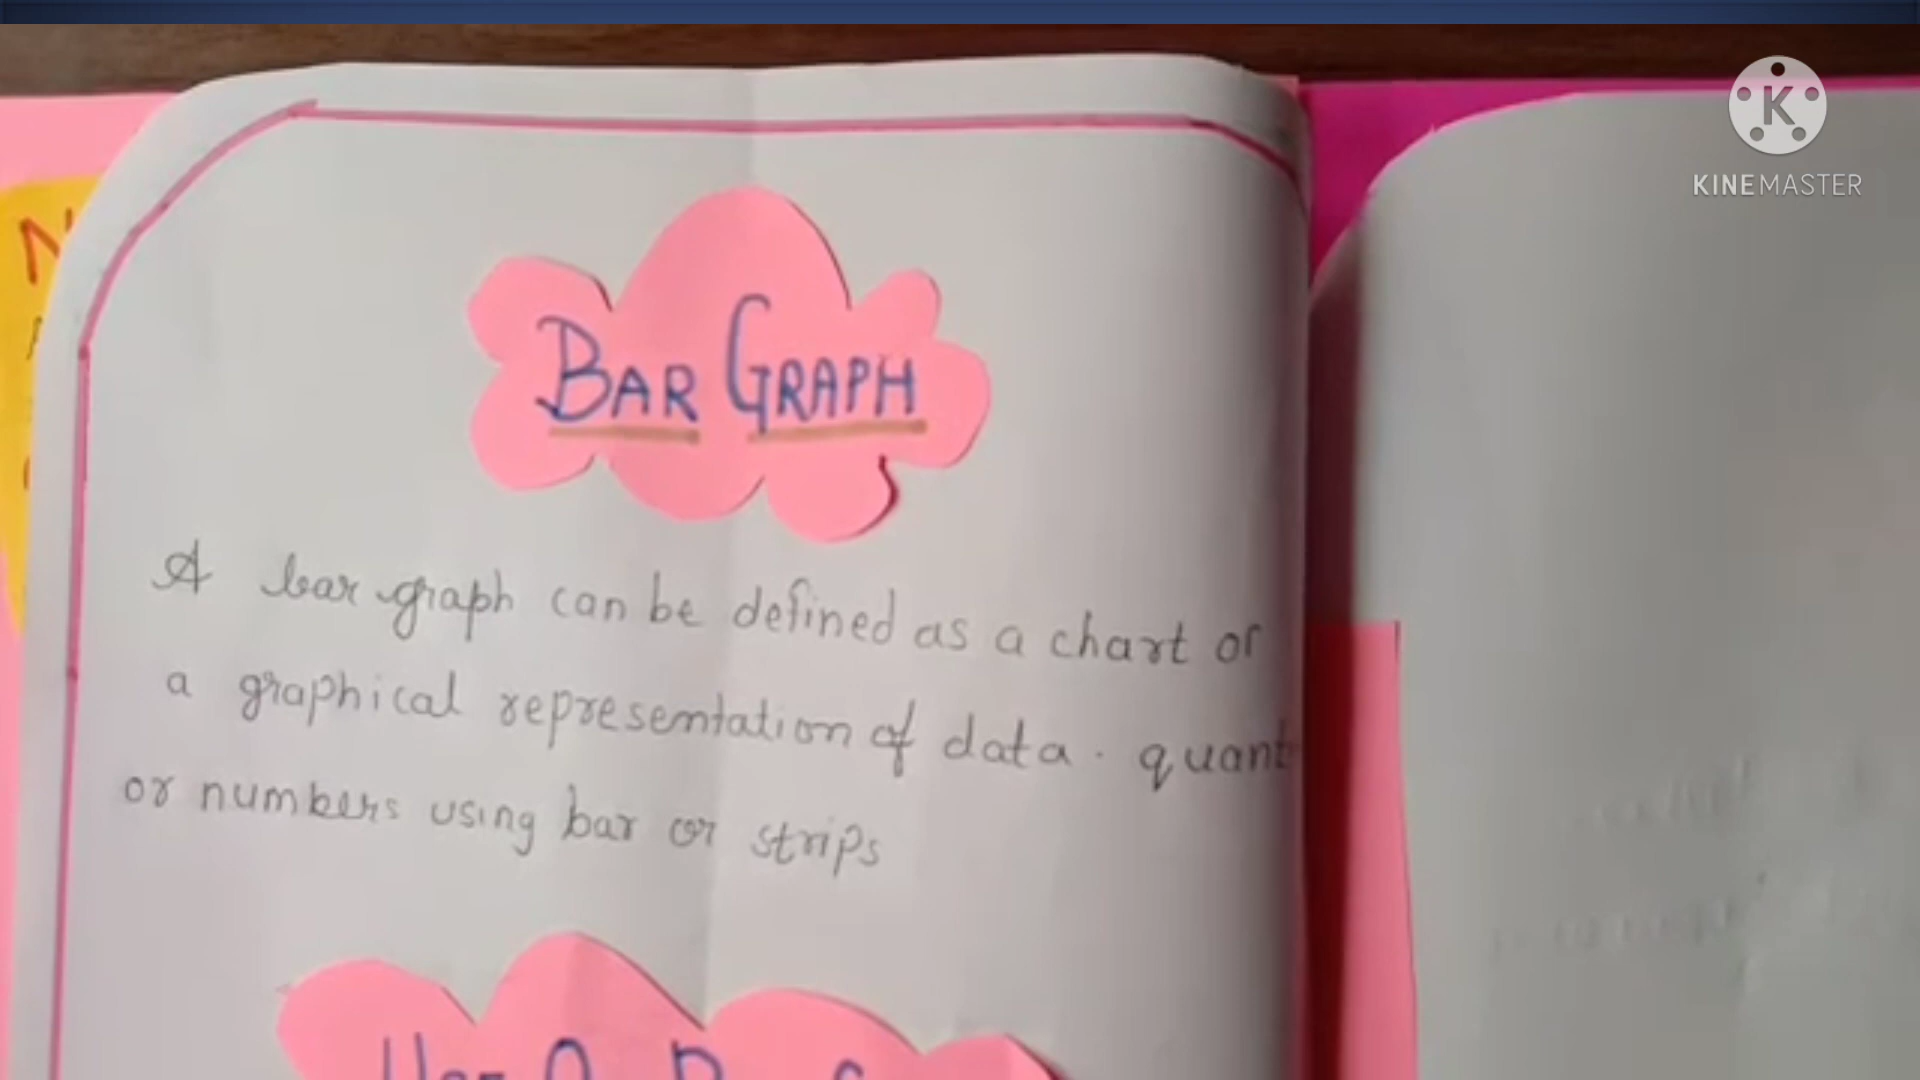 KINEMASTER
BAR GRAPH
A bar graph can be defined as a chart or
a graphical representation of data. quant
or numbers using bar or strips